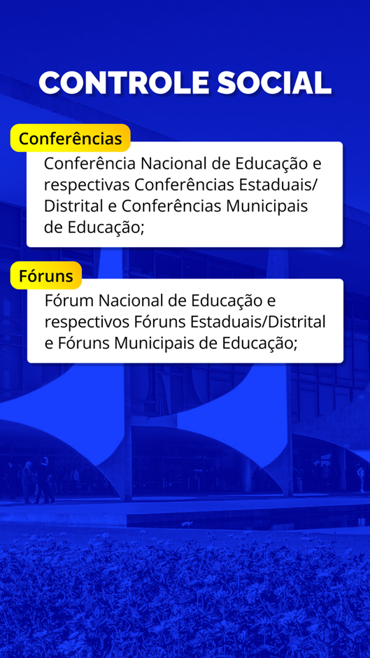 CONTROLE SOCIAL
Conferências
Conferência Nacional de Educação e
respectivas Conferências Estaduais/
Distrital e Conferências Municipais
de Educação;
Fóruns
Fórum Nacional de Educação e
respectivos Fóruns Estaduais/Distrital
e Fóruns Municipais de Educação;